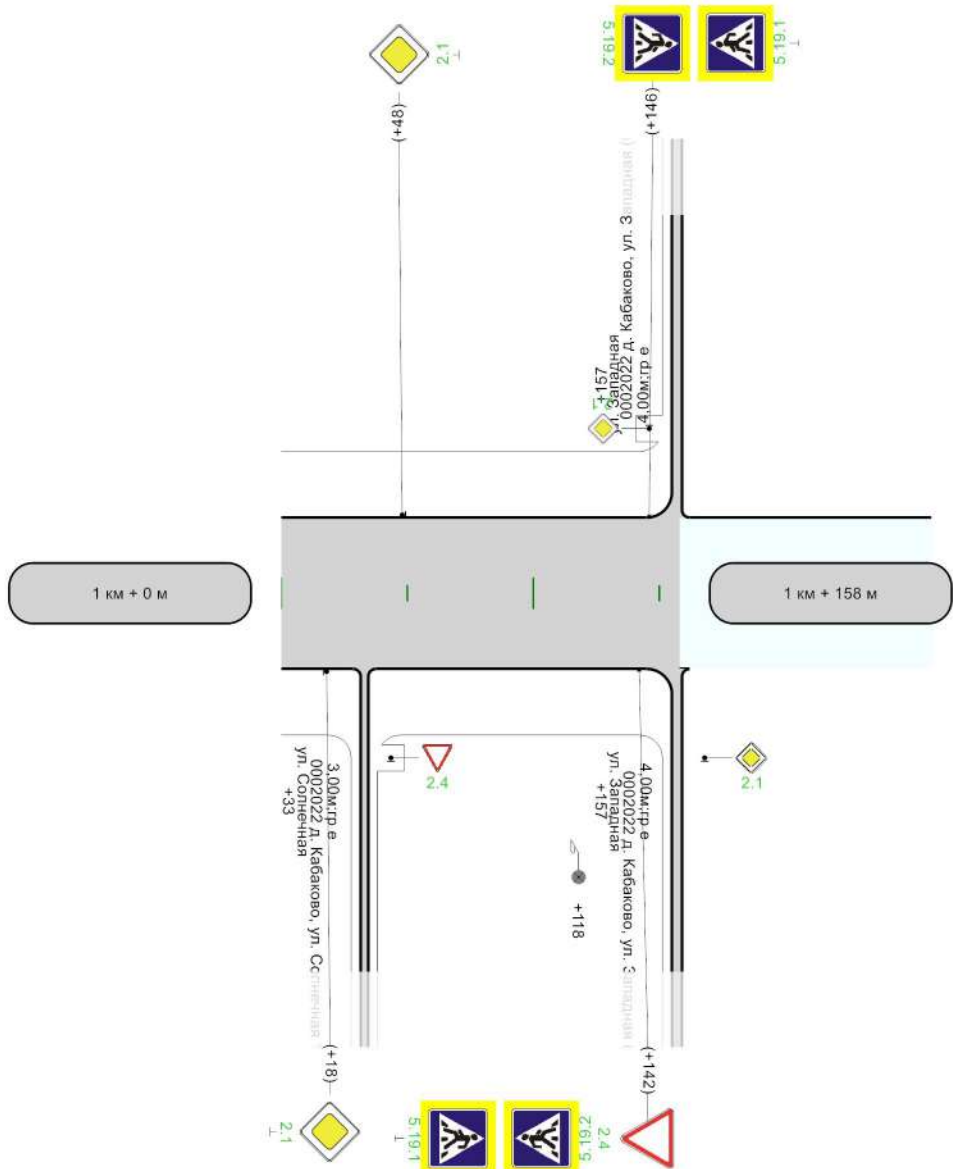 2.1
5.19.2
5.19.1
(+48)
(+146)
4,00м;гр е
0002022 д. Кабаково, ул. Западная (
ул. Западная
+157
1 км + 0 м
1 км + 158 м
3,00м;гр е
0002022 д. Кабаково, ул. Солнечная
ул. Солнечная
+33
2.4
4,00м;гр е
0002022 д. Кабаково, ул. Западная (
ул. Западная
+157
2.1
+118
(+18)
(+142)
2.1
5.19.1
5.19.2
2.4